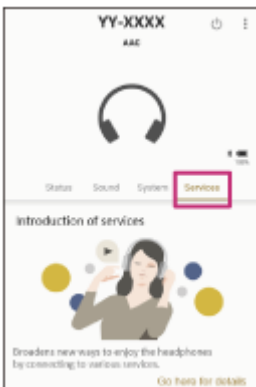 YY-XXXX
AAC
100%
Status Sound System Services
Introduction of services
Broadens new ways to enjoy the headphones
by connecting to various services.
Go here for details